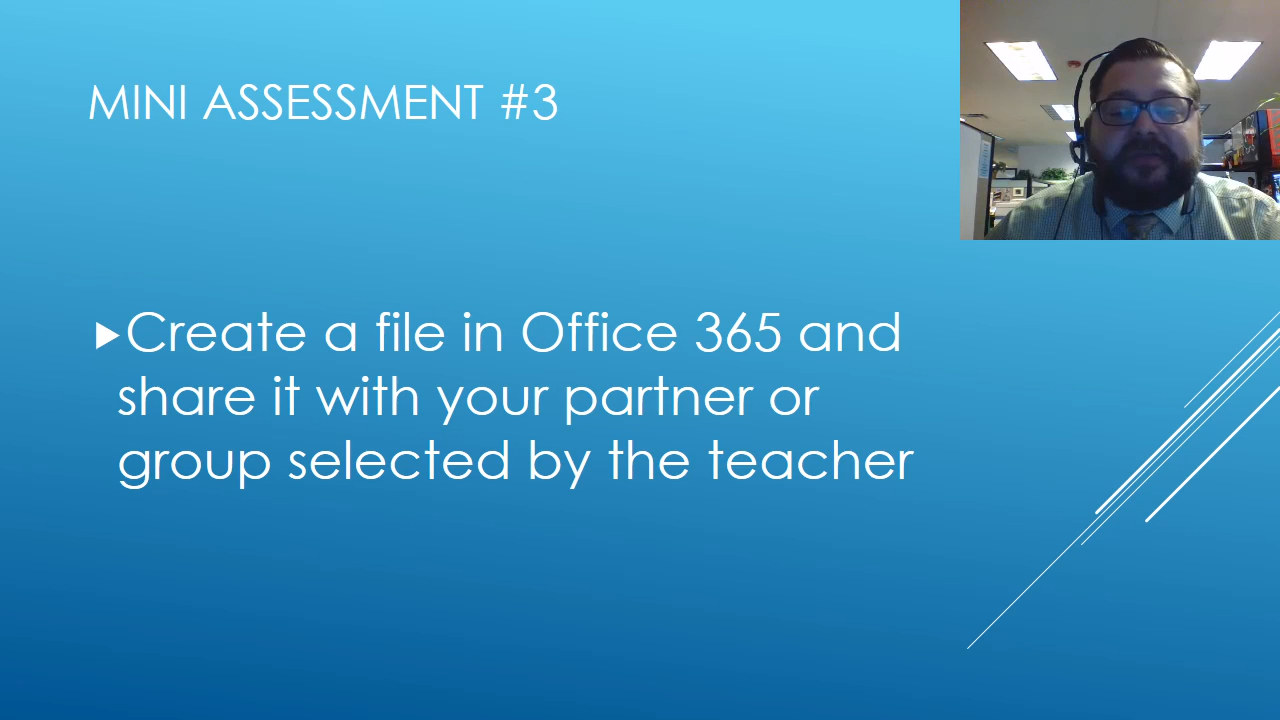 MINI ASSESSMENT #3
Create a file in Office 365 and
share it with your partner or
group selected by the teacher